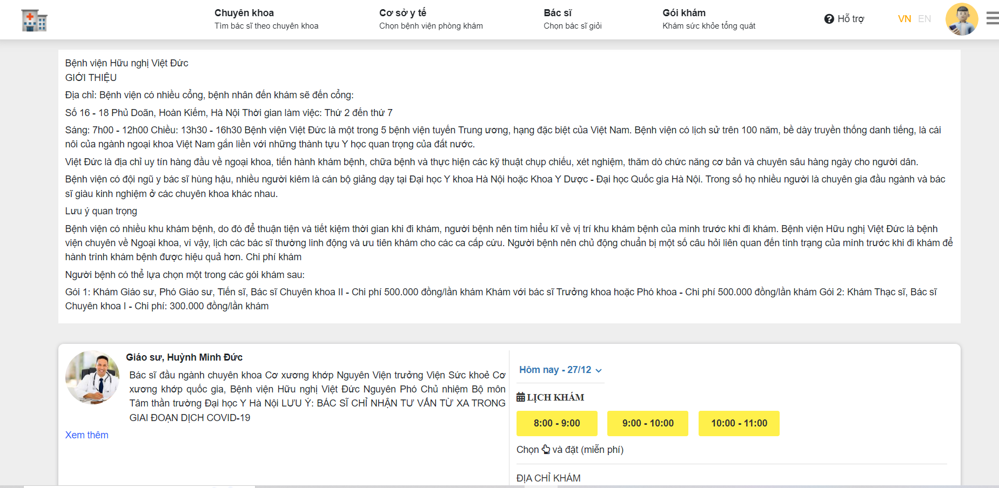 Chuyên khoa
Tìm bác sĩ theo chuyên khoa
Cơ sở y tế
Chọn bệnh viện phòng khám
Bác sĩ
Chọn bác sĩ giỏi
Gói khám
Khám sức khỏe tổng quát
Hỗ trợ
VN EN
Bệnh viện Hữu nghị Việt Đức
GIỚI THIỆU
Địa chỉ: Bệnh viện có nhiều cổng, bệnh nhân đến khám sẽ đến cổng:
Số 16 - 18 Phủ Doãn, Hoàn Kiếm, Hà Nội Thời gian làm việc: Thứ 2 đến thứ 7
Sáng: 7h00 - 12h00 Chiều: 13h30 - 16h30 Bệnh viện Việt Đức là một trong 5 bệnh viện tuyến Trung ương, hạng đặc biệt của Việt Nam. Bệnh viện có lịch sử trên 100 năm, bề dày truyền thống danh tiếng, là cái
nôi của ngành ngoại khoa Việt Nam gắn liền với những thành tựu Y học quan trọng của đất nước.
Việt Đức là địa chỉ uy tín hàng đầu về ngoại khoa, tiến hành khám bệnh, chữa bệnh và thực hiện các kỹ thuật chụp chiếu, xét nghiệm, thăm dò chức năng cơ bản và chuyên sâu hàng ngày cho người dân.
Bệnh viện có đội ngũ y bác sĩ hùng hậu, nhiều người kiêm là cán bộ giảng dạy tại Đại học Y khoa Hà Nội hoặc Khoa Y Dược - Đại học Quốc gia Hà Nội. Trong số họ nhiều người là chuyên gia đầu ngành và bác
sĩ giàu kinh nghiệm ở các chuyên khoa khác nhau.
Lưu ý quan trọng
Bệnh viện có nhiều khu khám bệnh, do đó để thuận tiện và tiết kiệm thời gian khi đi khám, người bệnh nên tìm hiểu kĩ về vị trí khu khám bệnh của mình trước khi đi khám. Bệnh viện Hữu nghị Việt Đức là bệnh
viện chuyên về Ngoại khoa, vì vậy, lịch các bác sĩ thường linh động và ưu tiên khám cho các ca cấp cứu. Người bệnh nên chủ động chuẩn bị một số câu hỏi liên quan đến tình trạng của mình trước khi đi khám để
hành trình khám bệnh được hiệu quả hơn. Chi phí khám
Người bệnh có thể lựa chọn một trong các gói khám sau:
Gói 1: Khám Giáo sư, Phó Giáo sư, Tiến sĩ, Bác sĩ Chuyên khoa II - Chi phí 500.000 đồng/lần khám Khám với bác sĩ Trưởng khoa hoặc Phó khoa - Chi phí 500.000 đồng/lần khám Gói 2: Khám Thạc sĩ, Bác sĩ
Chuyên khoa I - Chi phí: 300.000 đồng/lần khám
Giáo sư, Huỳnh Minh Đức
Bác sĩ đầu ngành chuyên khoa Cơ xương khớp Nguyên Viện trưởng Viện Sức khoẻ Cơ
xương khớp quốc gia, Bệnh viện Hữu nghị Việt Đức Nguyên Phó Chủ nhiệm Bộ môn
Tâm thần trường Đại học Y Hà Nội LƯU Ý: BÁC SĨ CHỈ NHẬN TƯ VẤN TỪ XA TRONG
GIAI ĐOẠN DỊCH COVID-19
Xem thêm
Hôm nay - 27/12
LỊCH KHÁM
8:00 - 9:00
9:00 - 10:00
10:00 - 11:00
Chọn và đặt (miễn phí)
ĐỊA CHỈ KHÁM